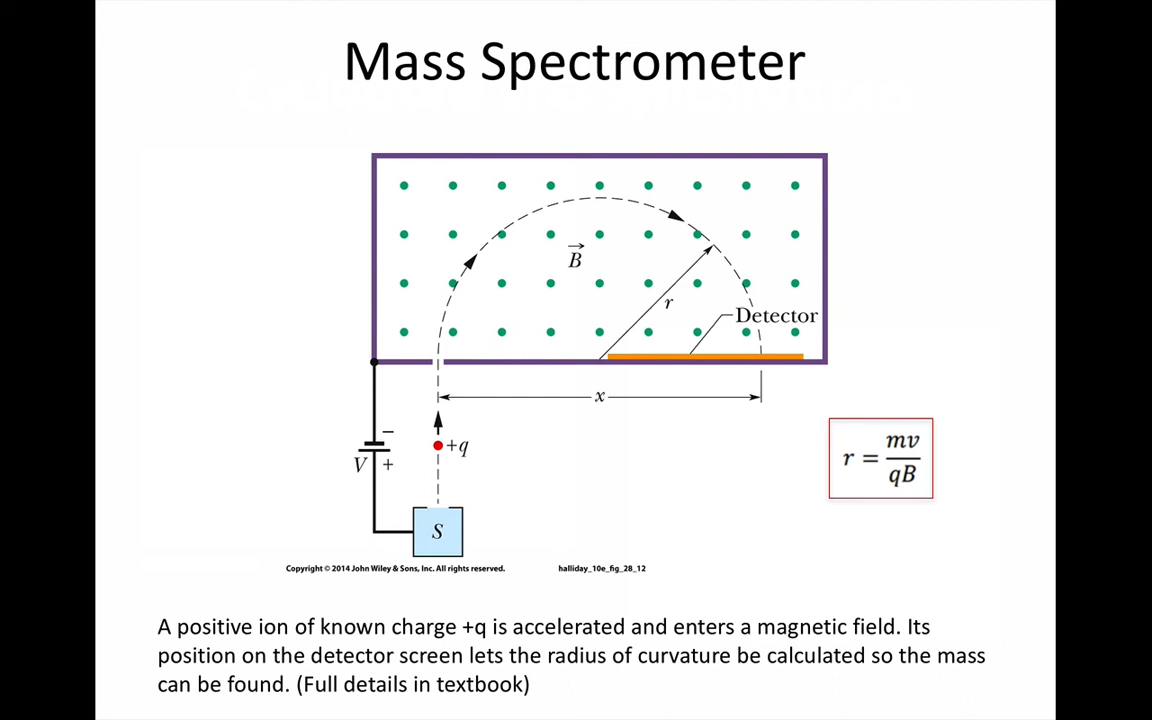 Mass Spectrometer
B
r
Detector
x
−
+q
V +
S
r = mv
qB
Copyright © 2014 John Wiley & Sons, Inc. All rights reserved. halliday_10e_fig_28_12
A positive ion of known charge +q is accelerated and enters a magnetic field. Its
position on the detector screen lets the radius of curvature be calculated so the mass
can be found. (Full details in textbook)